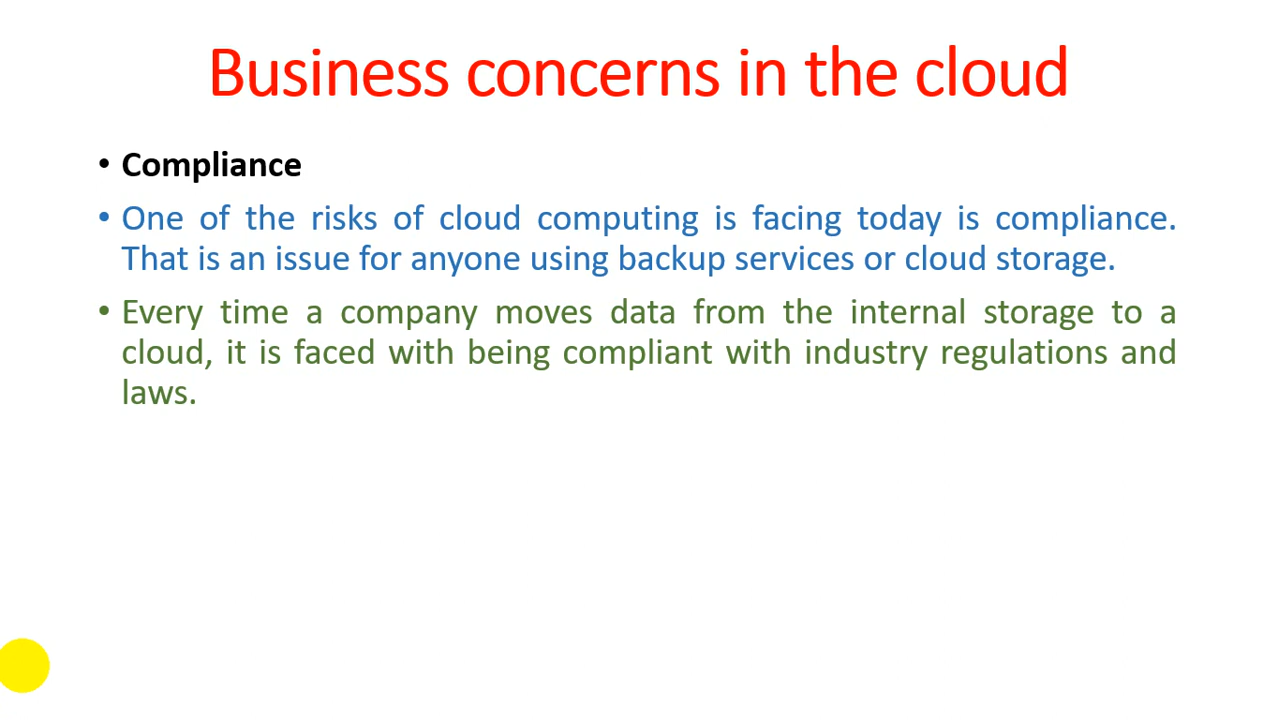 Business concerns in the cloud
• Compliance
• One of the risks of cloud computing is facing today is compliance.
That is an issue for anyone using backup services or cloud storage.
• Every time a company moves data from the internal storage to a
cloud, it is faced with being compliant with industry regulations and
laws.